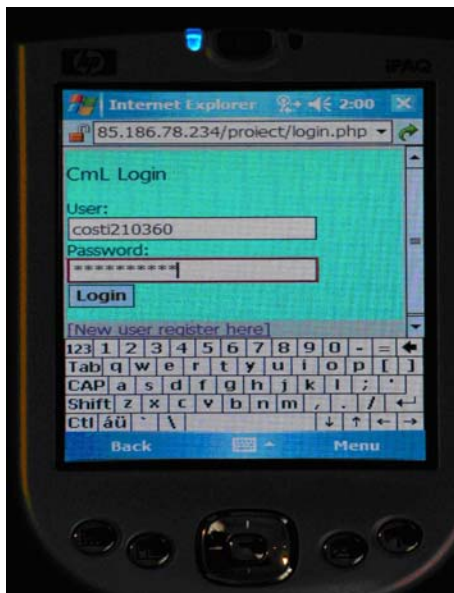 hp
iPAQ
Internet Explorer 2:00
85.186.78.234/proiect/login.php
CmL Login
User:
costi210360
Password:
**********
Login
[New user register here]
123 1 2 3 4 5 6 7 8 9 0 - =
Tab q w e r t y u i o p [ ]
CAP a s d f g h j k l ; '
Shift z x c v b n m , . /
Ctl áü ` \
Back Menu